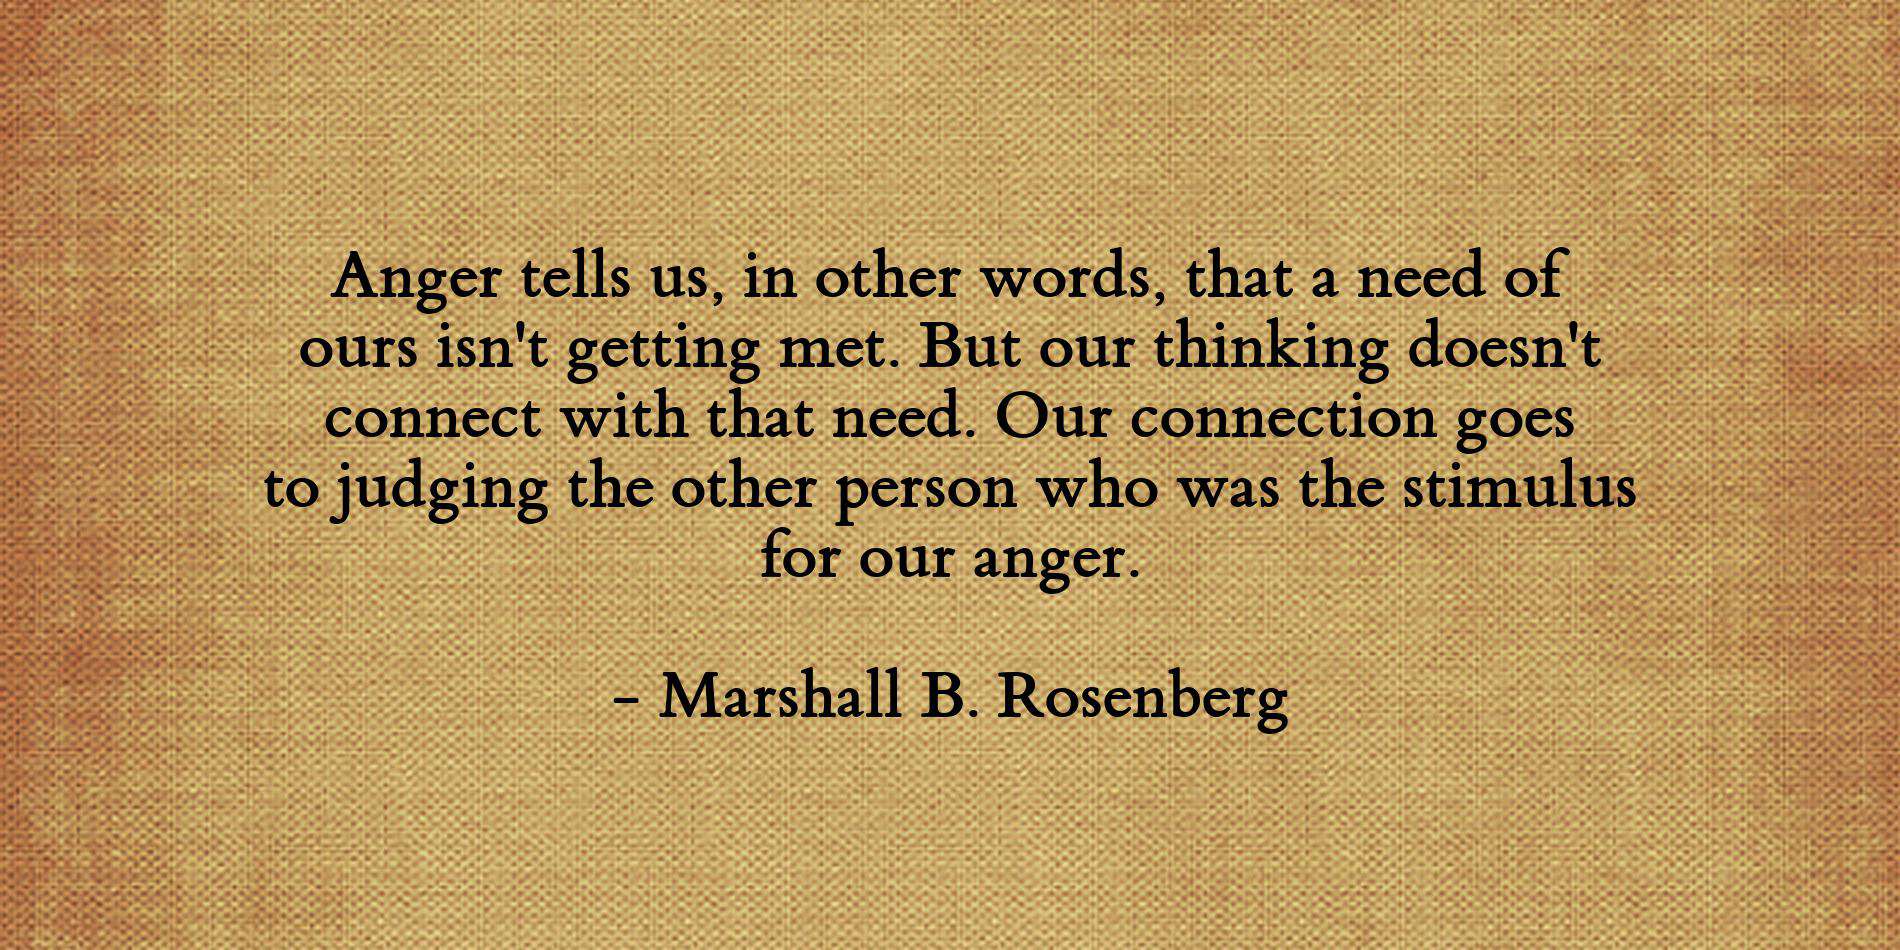 Anger tells us, in other words, that a need of
ours isn't getting met. But our thinking doesn't
connect with that need. Our connection goes
to judging the other person who was the stimulus
for our anger.
- Marshall B. Rosenberg